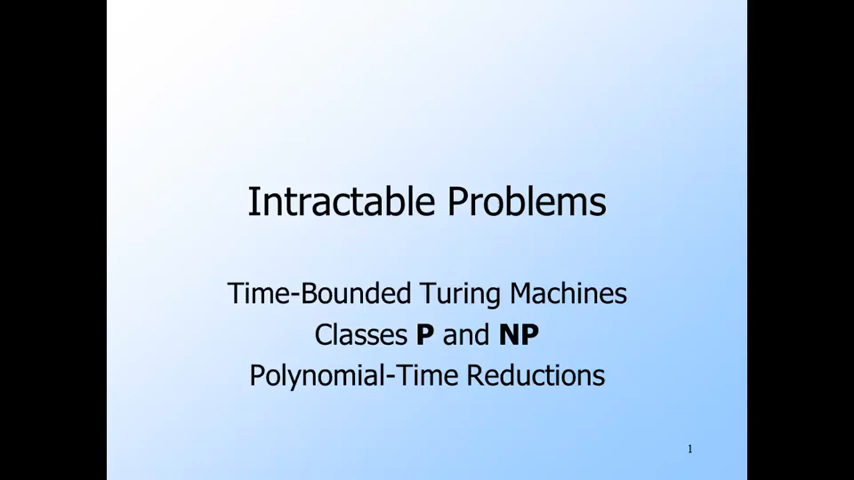 Intractable Problems
Time-Bounded Turing Machines
Classes P and NP
Polynomial-Time Reductions
1